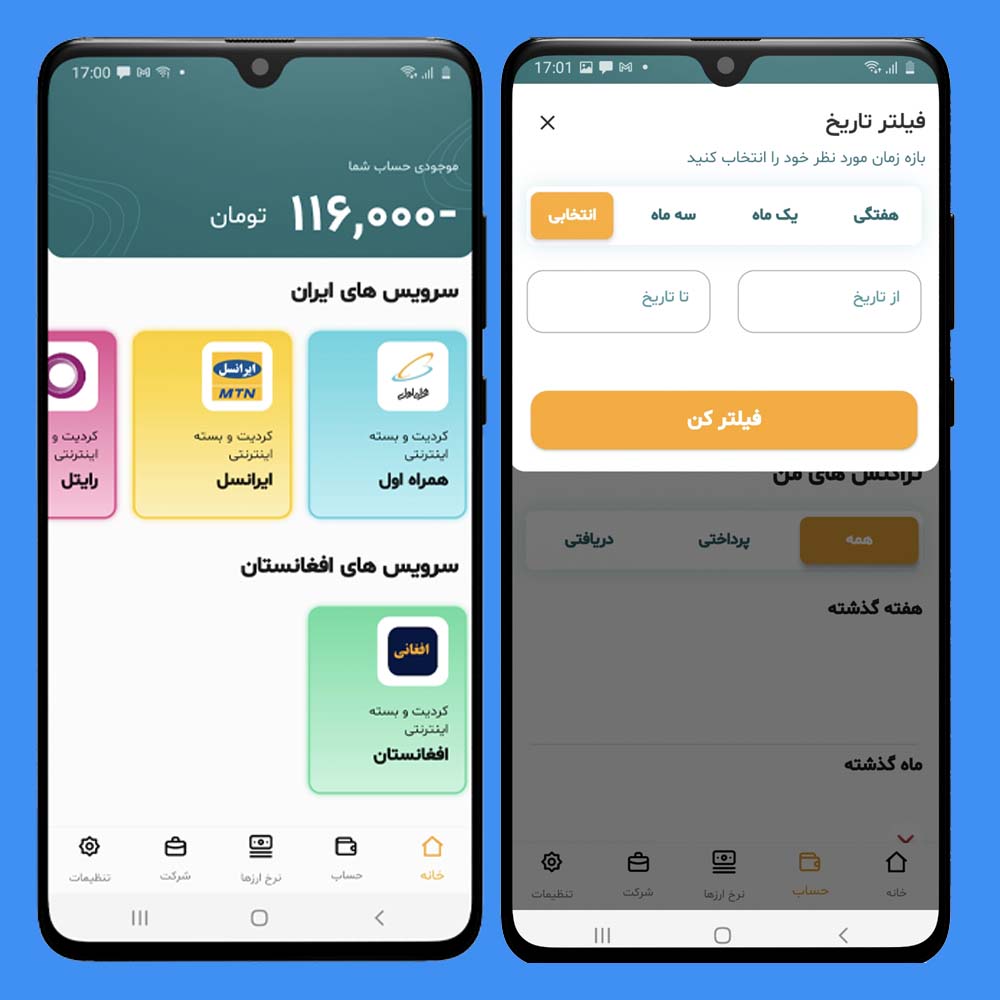 17:00
موجودی حساب شما
-۱۱۶,۰۰۰ تومان
سرویس های ایران
همراه اول
کردیت و بسته
اینترنتی
همراه اول
ایرانسل
MTN
کردیت و بسته
اینترنتی
ایرانسل
کردیت و
اینترنتی
رایتل
سرویس های افغانستان
افغانی
کردیت و بسته
اینترنتی
افغانستان
خانه
حساب
نرخ ارزها
شرکت
تنظیمات
17:01
فیلتر تاریخ
بازه زمان مورد نظر خود را انتخاب کنید
هفتگی
یک ماه
سه ماه
انتخابی
از تاریخ
تا تاریخ
فیلتر کن
تراکنش های من
همه
پرداختی
دریافتی
هفته گذشته
ماه گذشته
خانه
حساب
نرخ ارزها
شرکت
تنظیمات